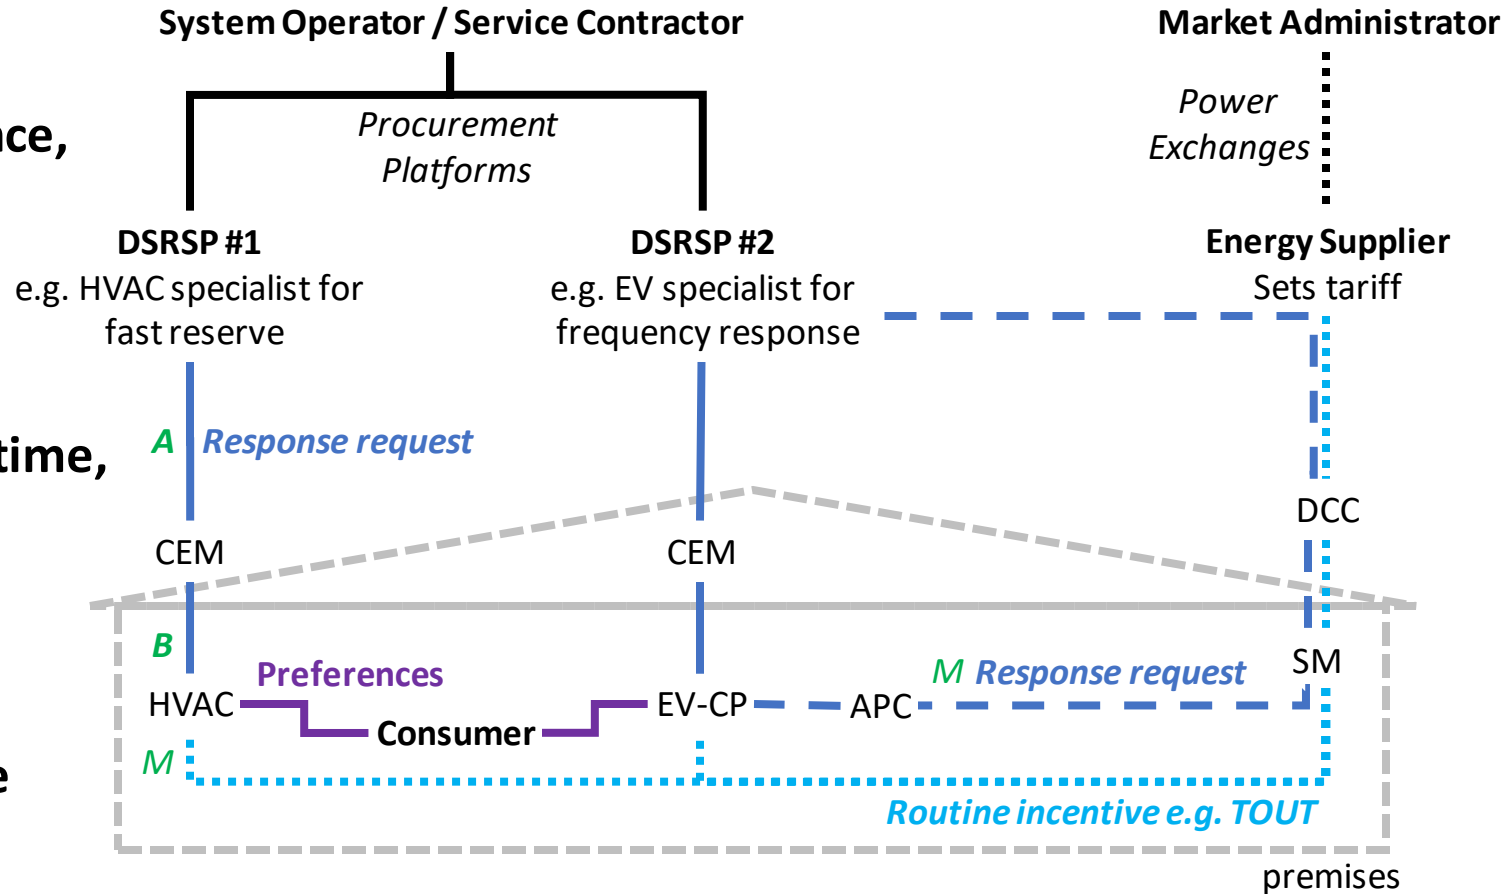 System Operator / Service Contractor
Market Administrator
Procurement
Platforms
Power
Exchanges
nce,
DSRSP #1
e.g. HVAC specialist for
fast reserve
DSRSP #2
e.g. EV specialist for
frequency response
Energy Supplier
Sets tariff
time,
A Response request
DCC
CEM
CEM
B
Preferences
HVAC
Consumer
EV-CP
APC
M Response request
SM
M
e
Routine incentive e.g. TOUT
premises